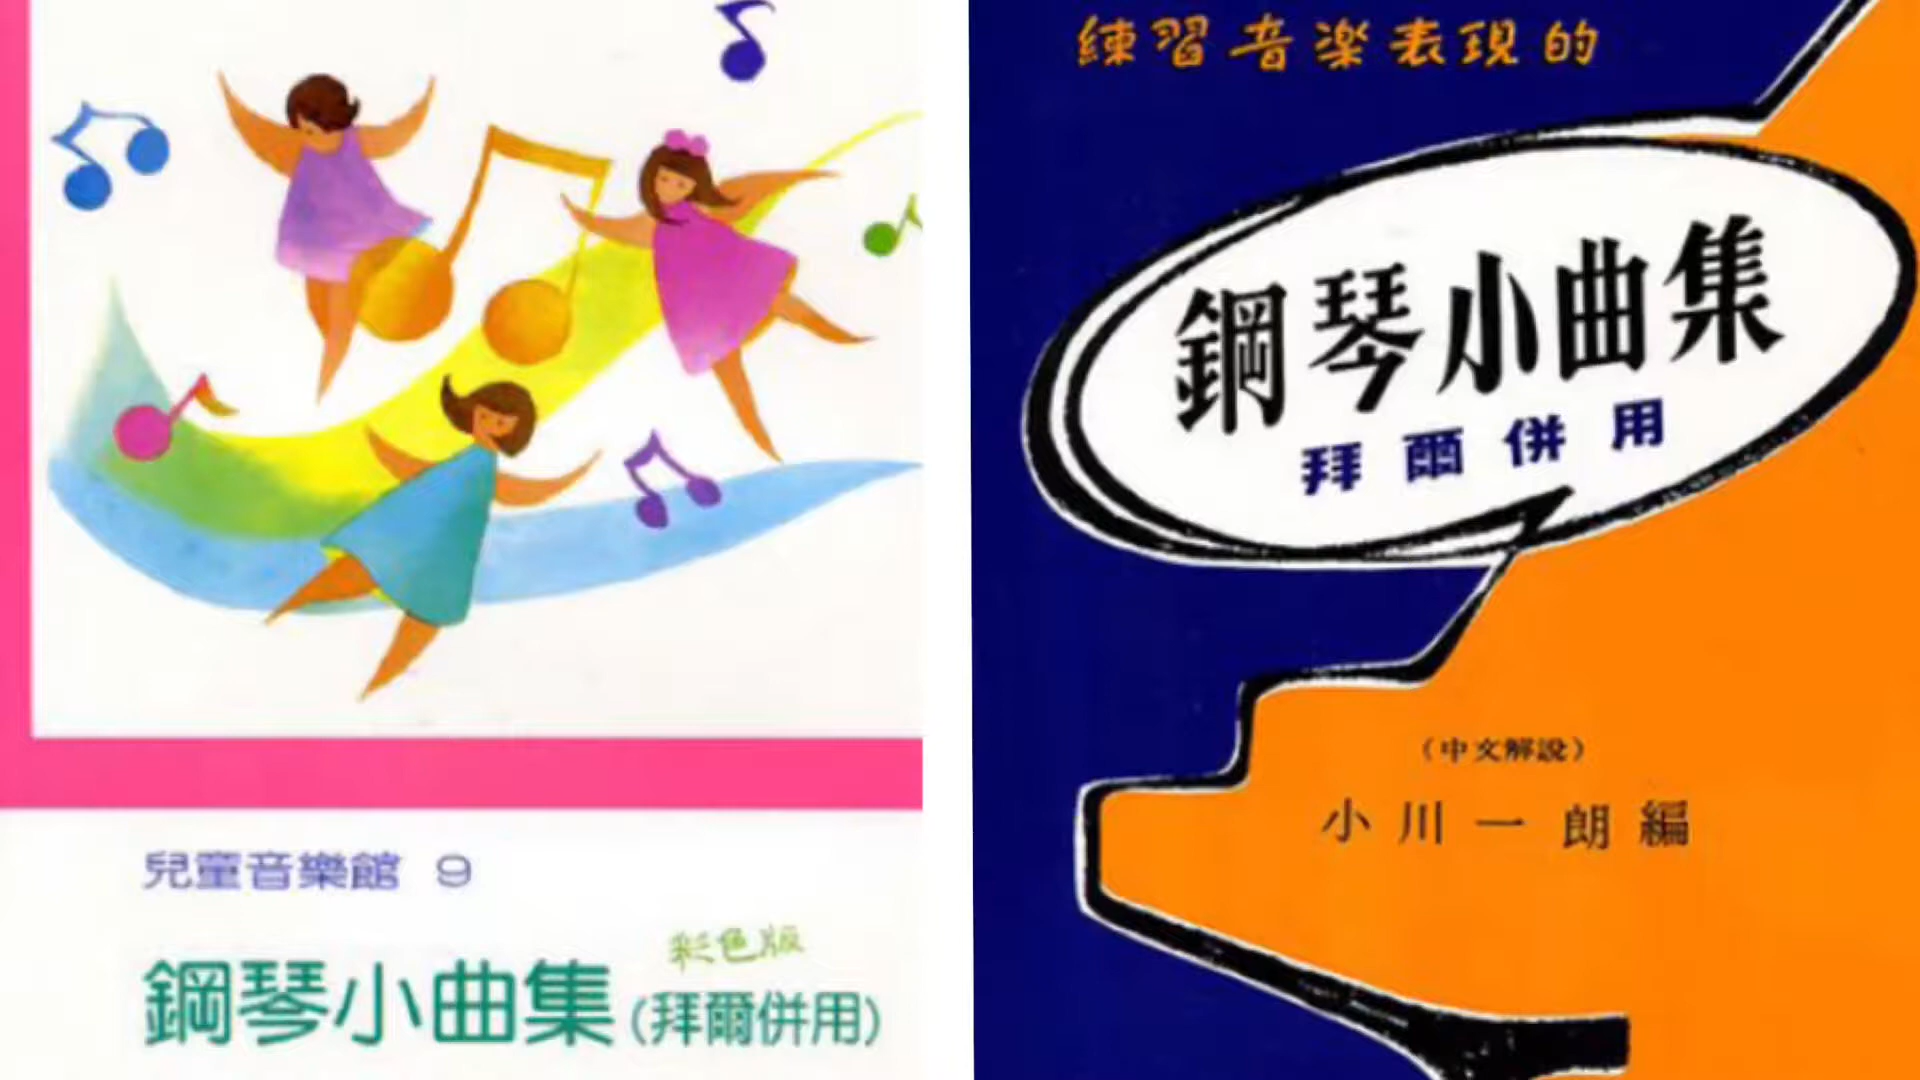 兒童音樂館 9
彩色版
鋼琴小曲集(拜爾併用)
練習音楽表現的
鋼琴小曲集
拜爾併用
(中文解說)
小川一朗編